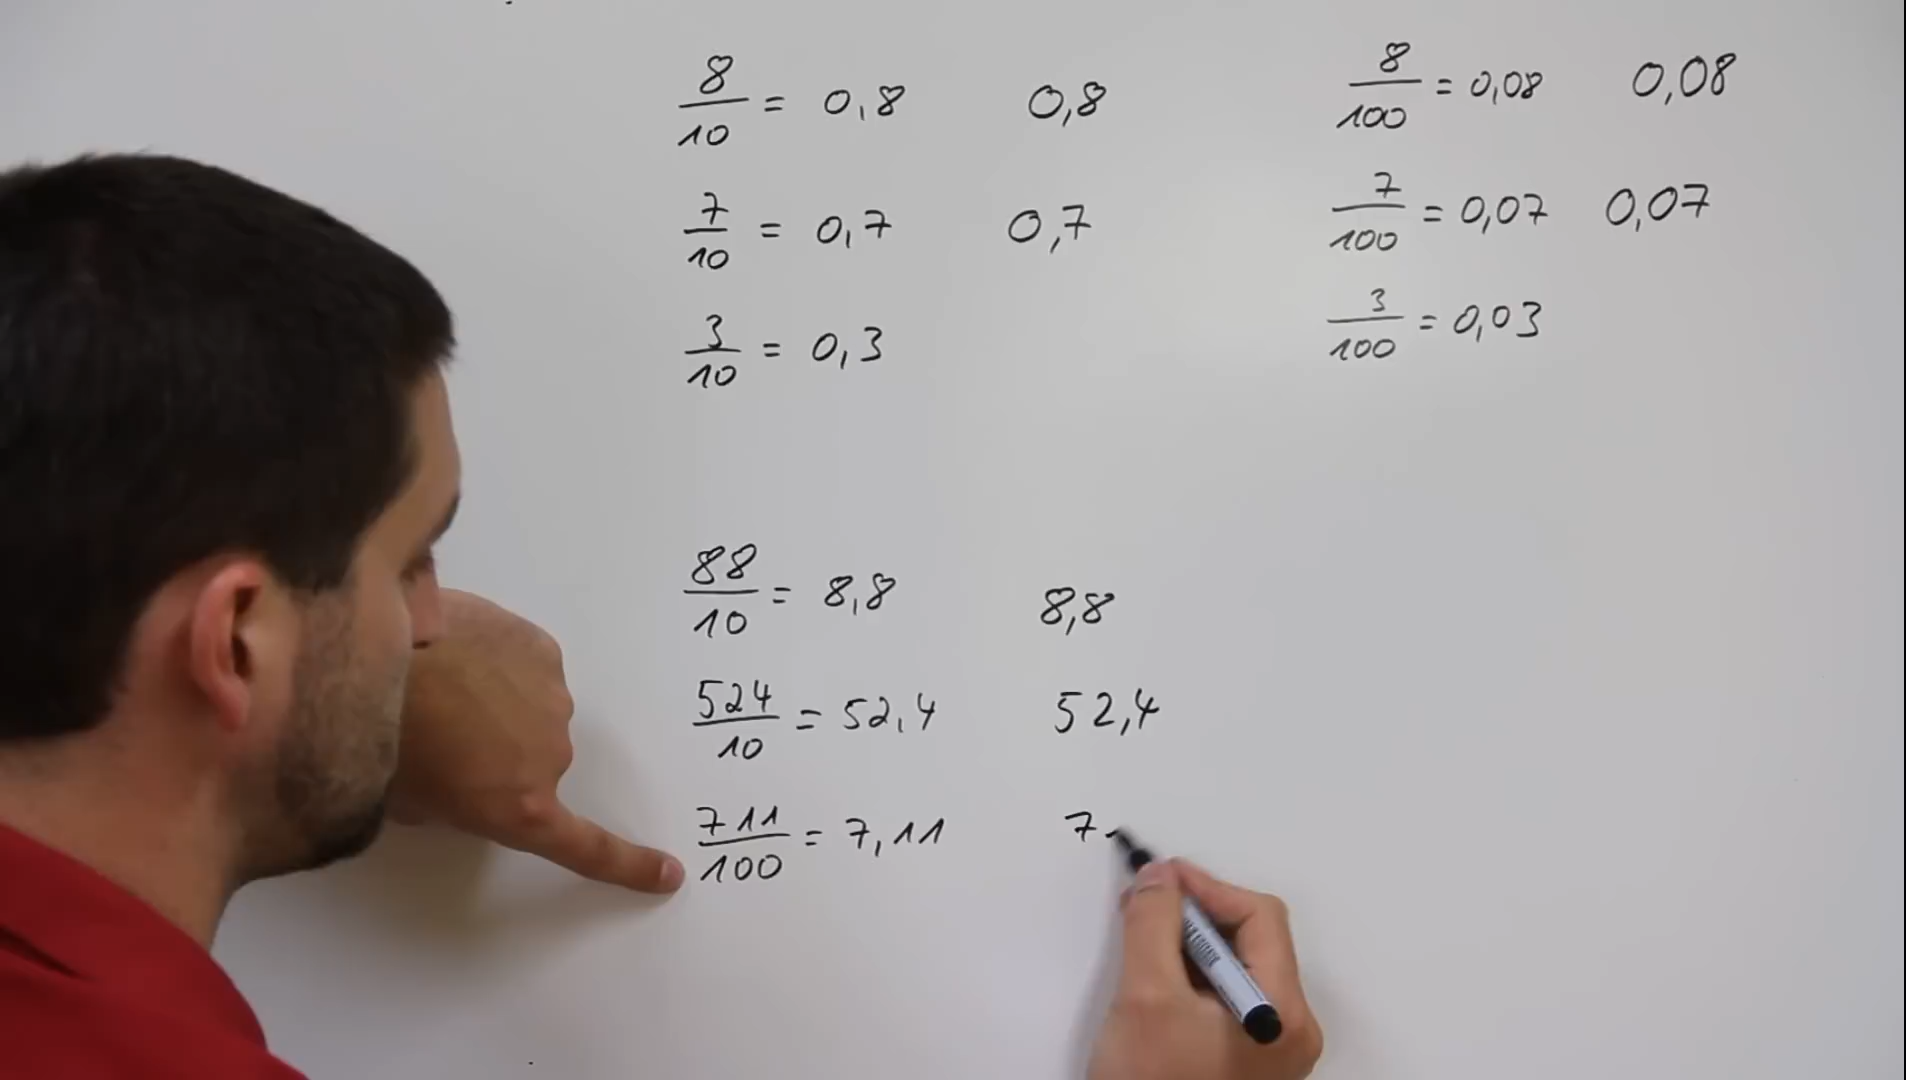 8/10 = 0,8 0,8
7/10 = 0,7 0,7
3/10 = 0,3
8/100 = 0,08 0,08
7/100 = 0,07 0,07
3/100 = 0,03
88/10 = 8,8 8,8
524/10 = 52,4 52,4
711/100 = 7,11 7